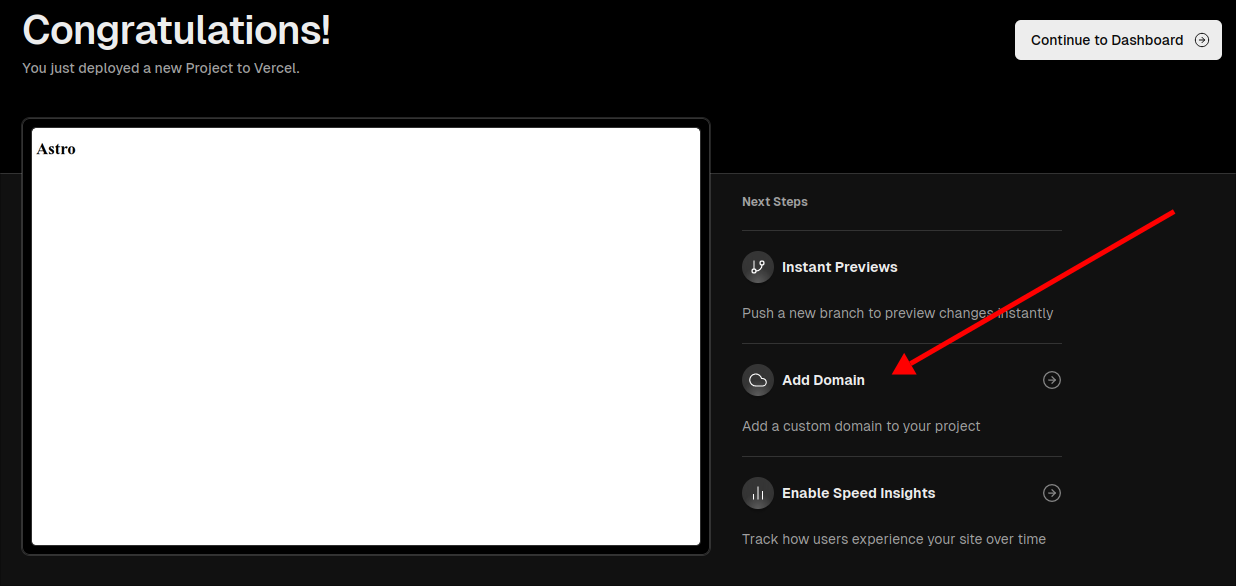 Congratulations!
You just deployed a new Project to Vercel.
Continue to Dashboard
Astro
Next Steps
Instant Previews
Push a new branch to preview changes instantly
Add Domain
Add a custom domain to your project
Enable Speed Insights
Track how users experience your site over time